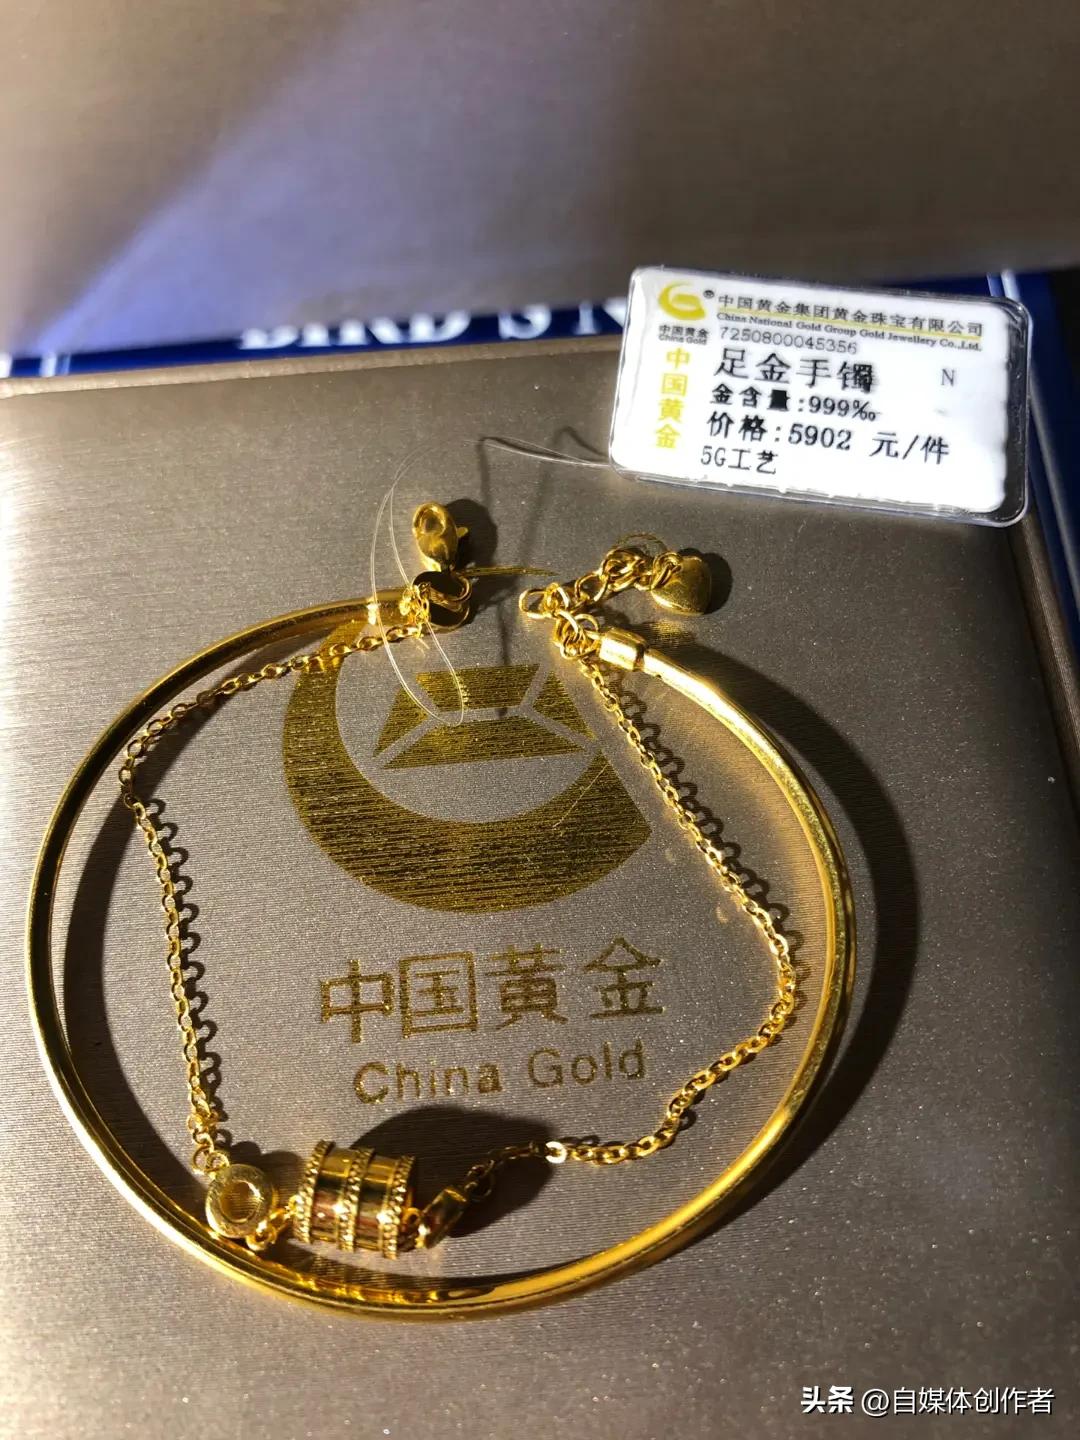 BIRD'S N
中国黄金集团黄金珠宝有限公司
China National Gold Group Gold Jewellery Co.,Ltd.
中国黄金
China Gold
7250800045356
中国黄金
足金手镯
N
金含量:999‰
价格:5902 元/件
5G工艺
中国黄金
China Gold
头条 @自媒体创作者